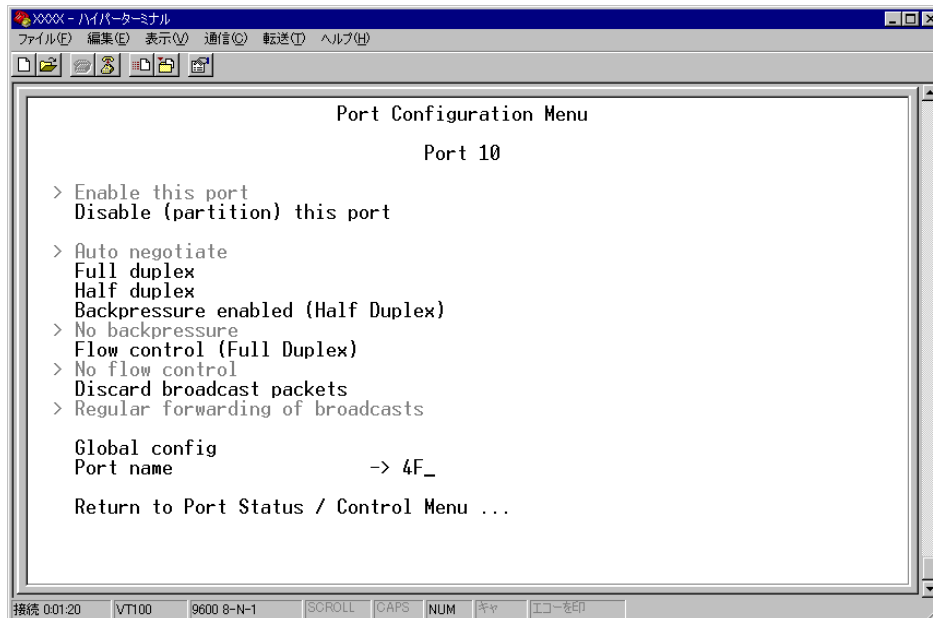 XXXX - ハイパーターミナル
ファイル(F) 編集(E) 表示(V) 通信(C) 転送(T) ヘルプ(H)
Port Configuration Menu
Port 10
> Enable this port
Disable (partition) this port
> Auto negotiate
Full duplex
Half duplex
Backpressure enabled (Half Duplex)
> No backpressure
Flow control (Full Duplex)
> No flow control
Discard broadcast packets
> Regular forwarding of broadcasts
Global config
Port name -> 4F_
Return to Port Status / Control Menu ...
接続 0:01:20 VT100 9600 8-N-1 SCROLL CAPS NUM キャ エコーを印